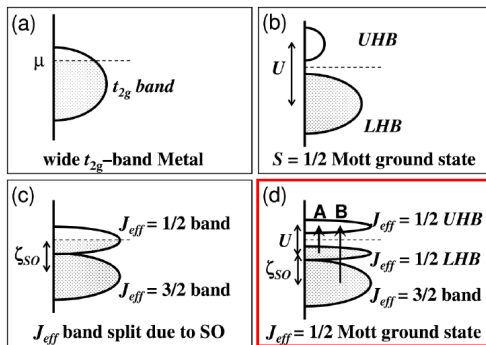 (a)
μ
t2g band
wide t2g–band Metal
(b)
UHB
U
LHB
S = 1/2 Mott ground state
(c)
Jeff = 1/2 band
ζSO
Jeff = 3/2 band
Jeff band split due to SO
(d)
A B
Jeff = 1/2 UHB
U
Jeff = 1/2 LHB
ζSO
Jeff = 3/2 band
Jeff = 1/2 Mott ground state